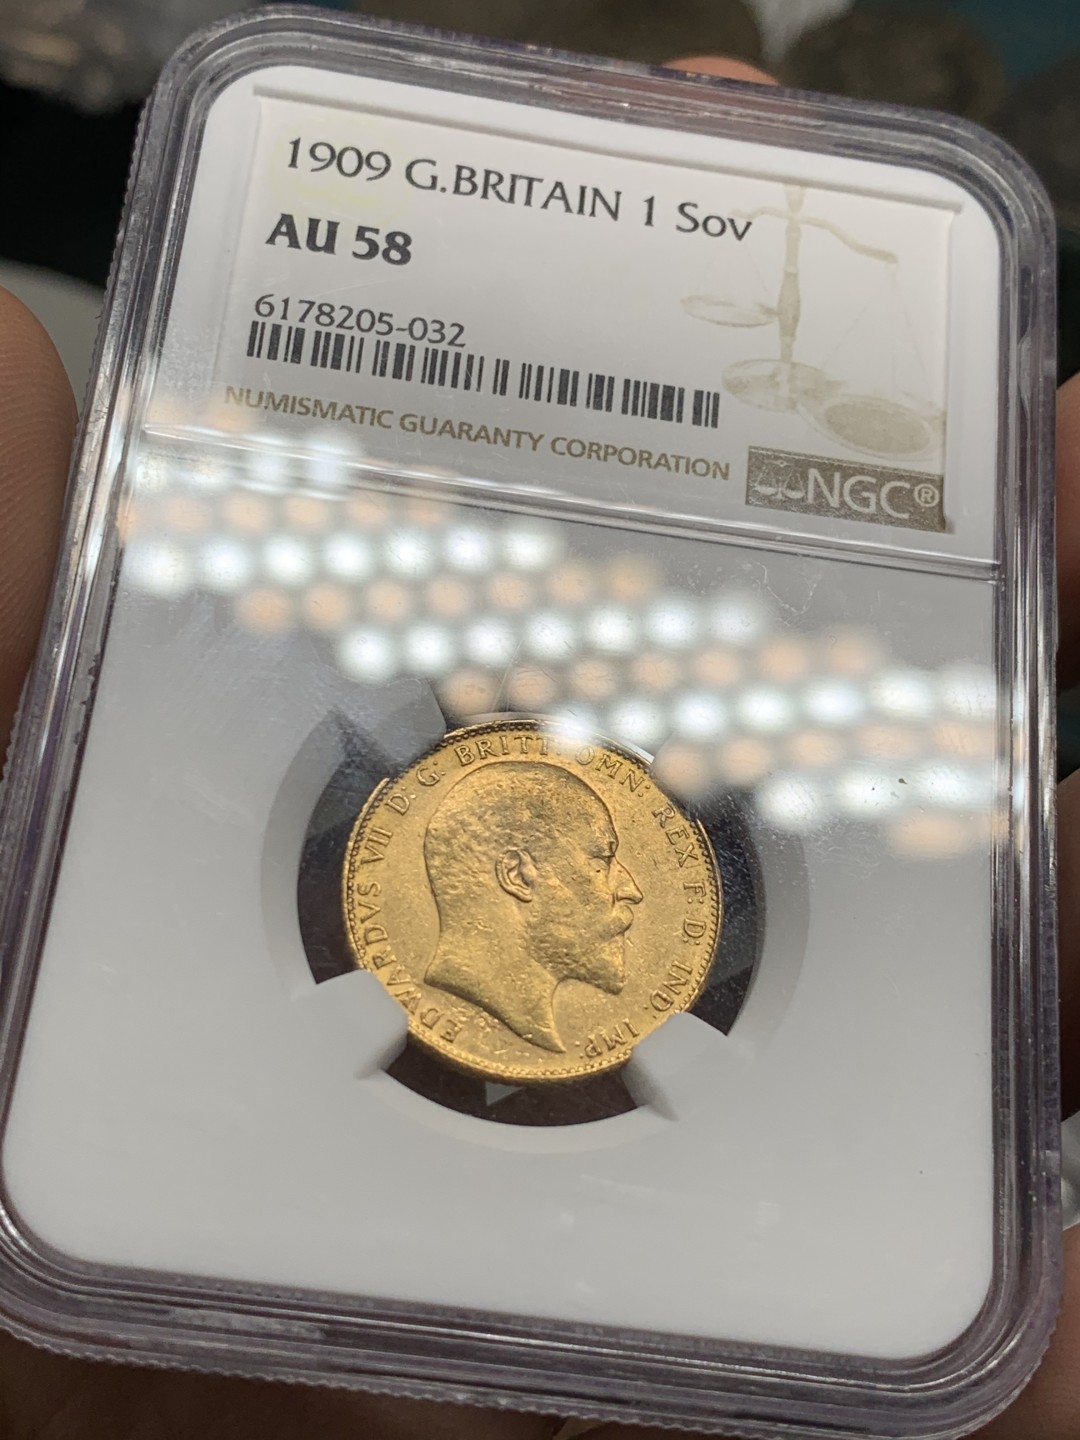 1909 G.BRITAIN 1 Sov
AU 58
6178205-032
NUMISMATIC GUARANTY CORPORATION
NGC®
EDWARDVS VII D: G: BRITT: OMN: REX F: D: IND: IMP: